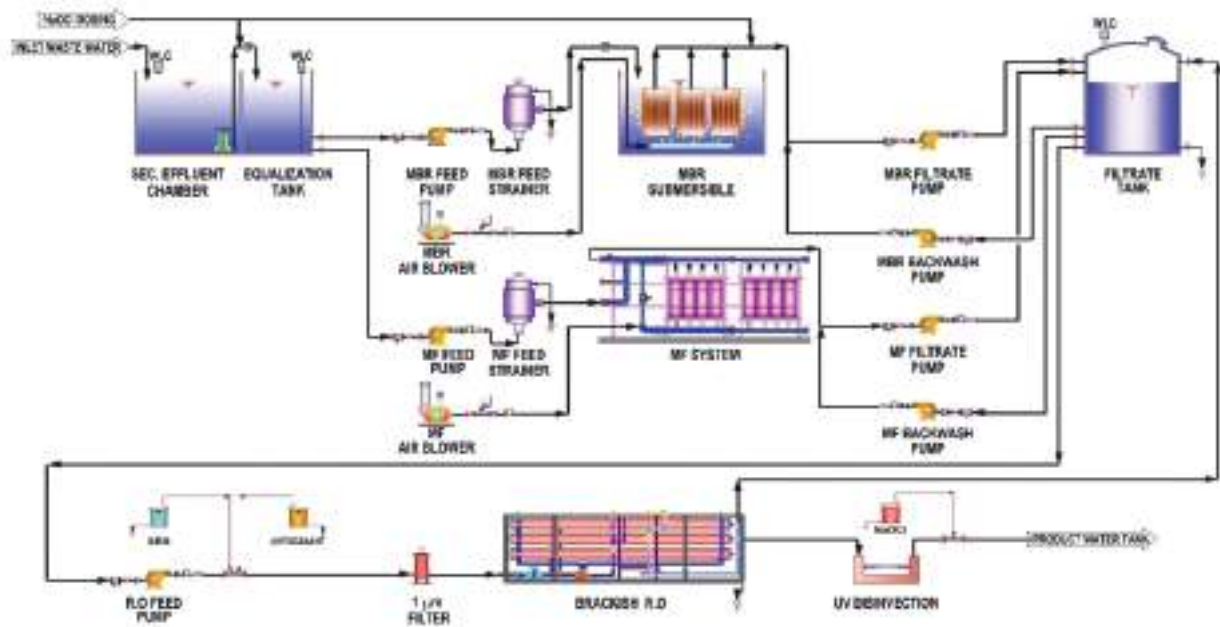 NaOCl DOSING
INLET WASTE WATER
WLC
WLC
WLC
SEC. EFFLUENT
CHAMBER
EQUALIZATION
TANK
MBR FEED
PUMP
MBR FEED
STRAINER
MBR
SUBMERSIBLE
MBR FILTRATE
PUMP
FILTRATE
TANK
MBR
AIR BLOWER
MBR BACKWASH
PUMP
MF FEED
PUMP
MF FEED
STRAINER
MF SYSTEM
MF FILTRATE
PUMP
MF
AIR BLOWER
MF BACKWASH
PUMP
SBS
ANTISCALANT
NaOCl
PRODUCT WATER TANK
R.O FEED
PUMP
1 µm
FILTER
BRACKISH R.O
UV DISINVECTION